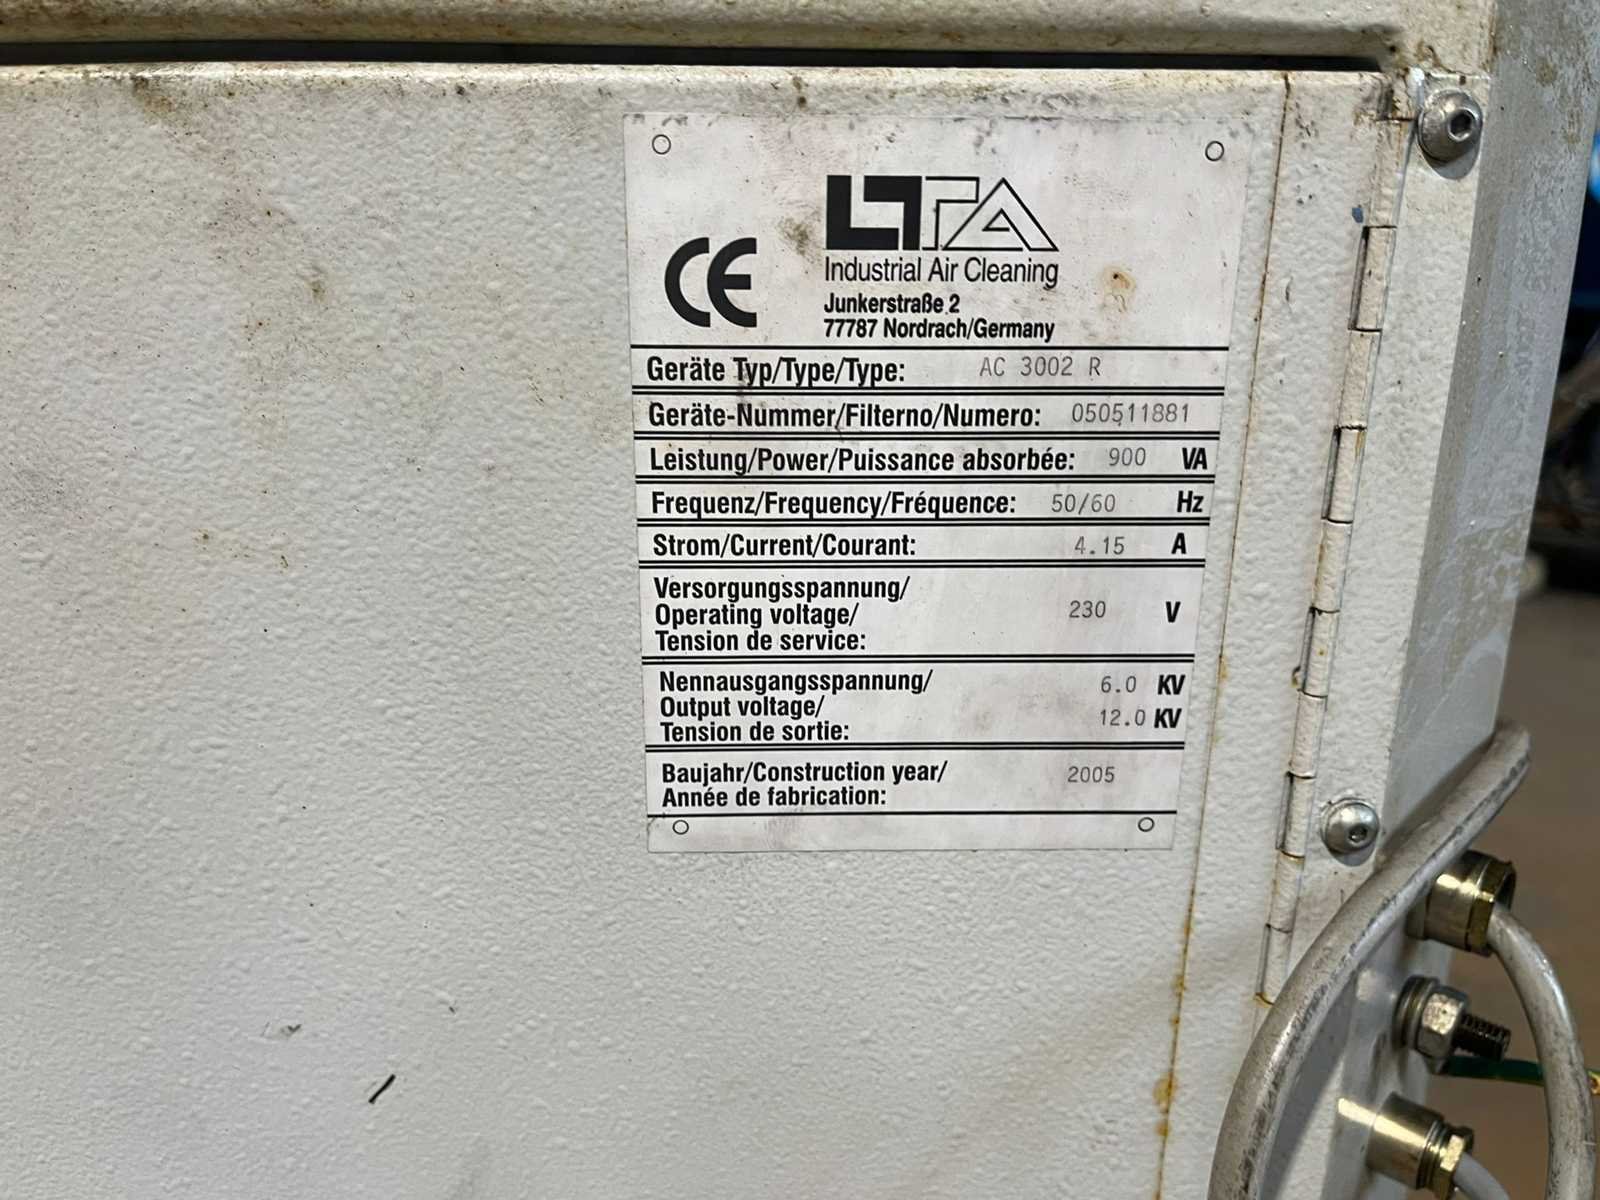 CE
LTA
Industrial Air Cleaning
Junkerstraße 2
77787 Nordrach/Germany
Geräte Typ/Type/Type: AC 3002 R
Geräte-Nummer/Filterno/Numero: 050511881
Leistung/Power/Puissance absorbée: 900 VA
Frequenz/Frequency/Fréquence: 50/60 Hz
Strom/Current/Courant: 4.15 A
Versorgungsspannung/
Operating voltage/ 230 V
Tension de service:
Nennausgangsspannung/ 6.0 KV
Output voltage/ 12.0 KV
Tension de sortie:
Baujahr/Construction year/ 2005
Année de fabrication: